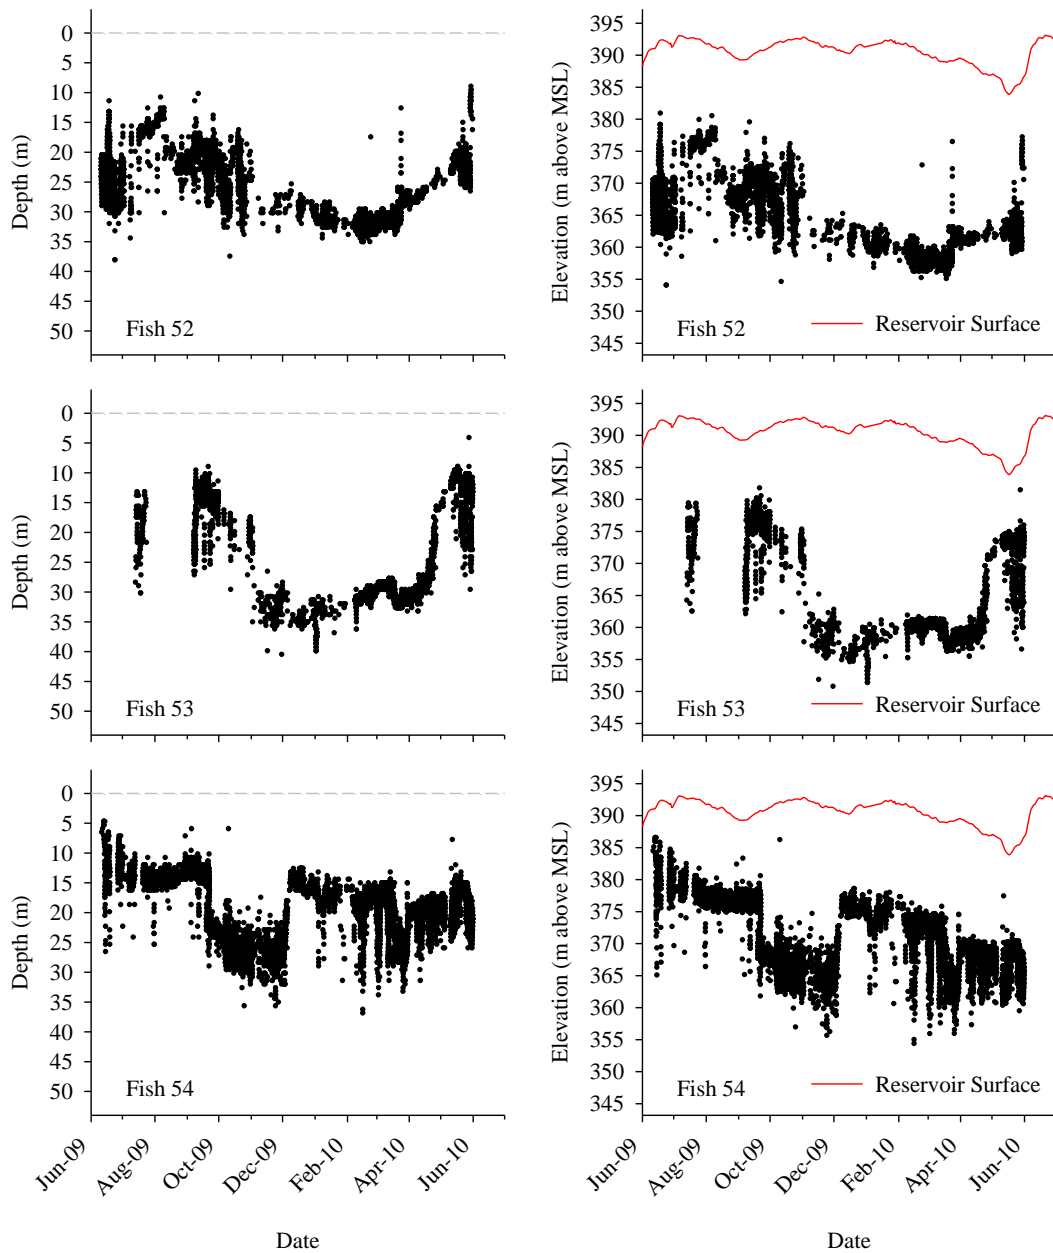 0
5
10
15
20
25
30
35
40
45
50
Depth (m)
Fish 52
395
390
385
380
375
370
365
360
355
350
345
Elevation (m above MSL)
Fish 52
Reservoir Surface
0
5
10
15
20
25
30
35
40
45
50
Depth (m)
Fish 53
395
390
385
380
375
370
365
360
355
350
345
Elevation (m above MSL)
Fish 53
Reservoir Surface
0
5
10
15
20
25
30
35
40
45
50
Depth (m)
Fish 54
Jun-09
Aug-09
Oct-09
Dec-09
Feb-10
Apr-10
Jun-10
Date
395
390
385
380
375
370
365
360
355
350
345
Elevation (m above MSL)
Fish 54
Reservoir Surface
Jun-09
Aug-09
Oct-09
Dec-09
Feb-10
Apr-10
Jun-10
Date